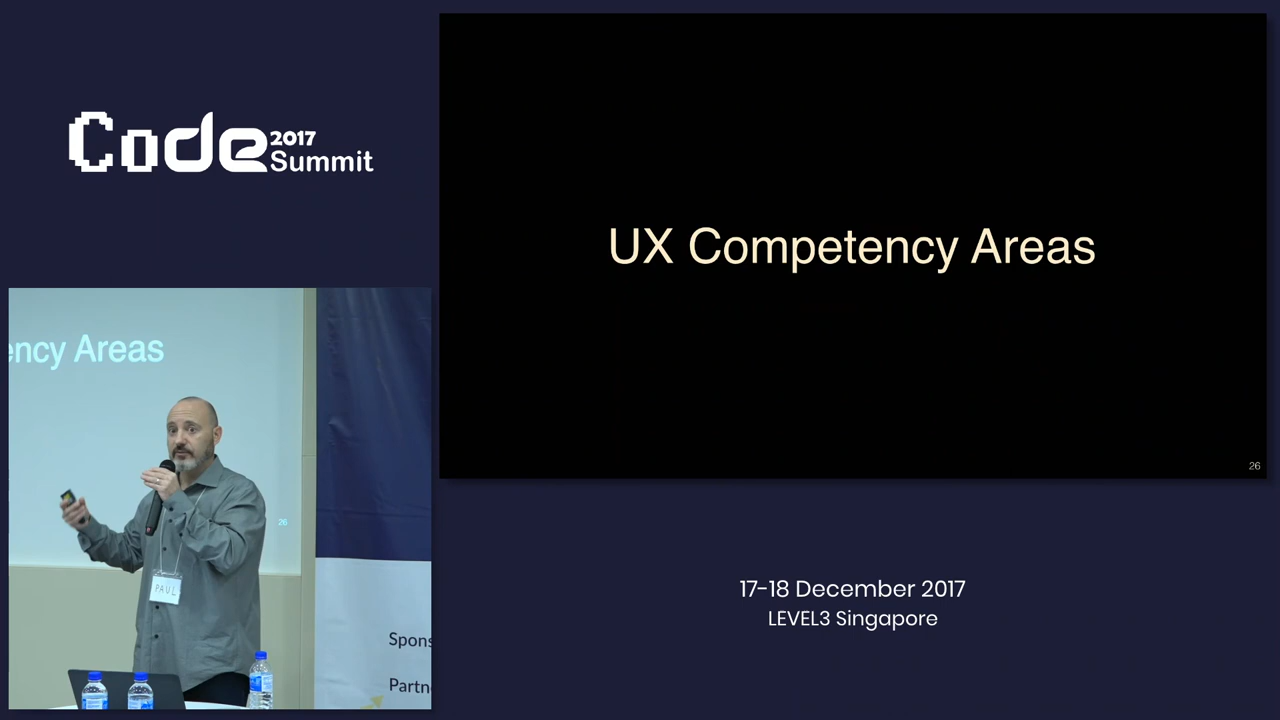 Code
2017
Summit
UX Competency Areas
26
ency Areas
26
PAUL
Spons
Partn
17-18 December 2017
LEVEL3 Singapore